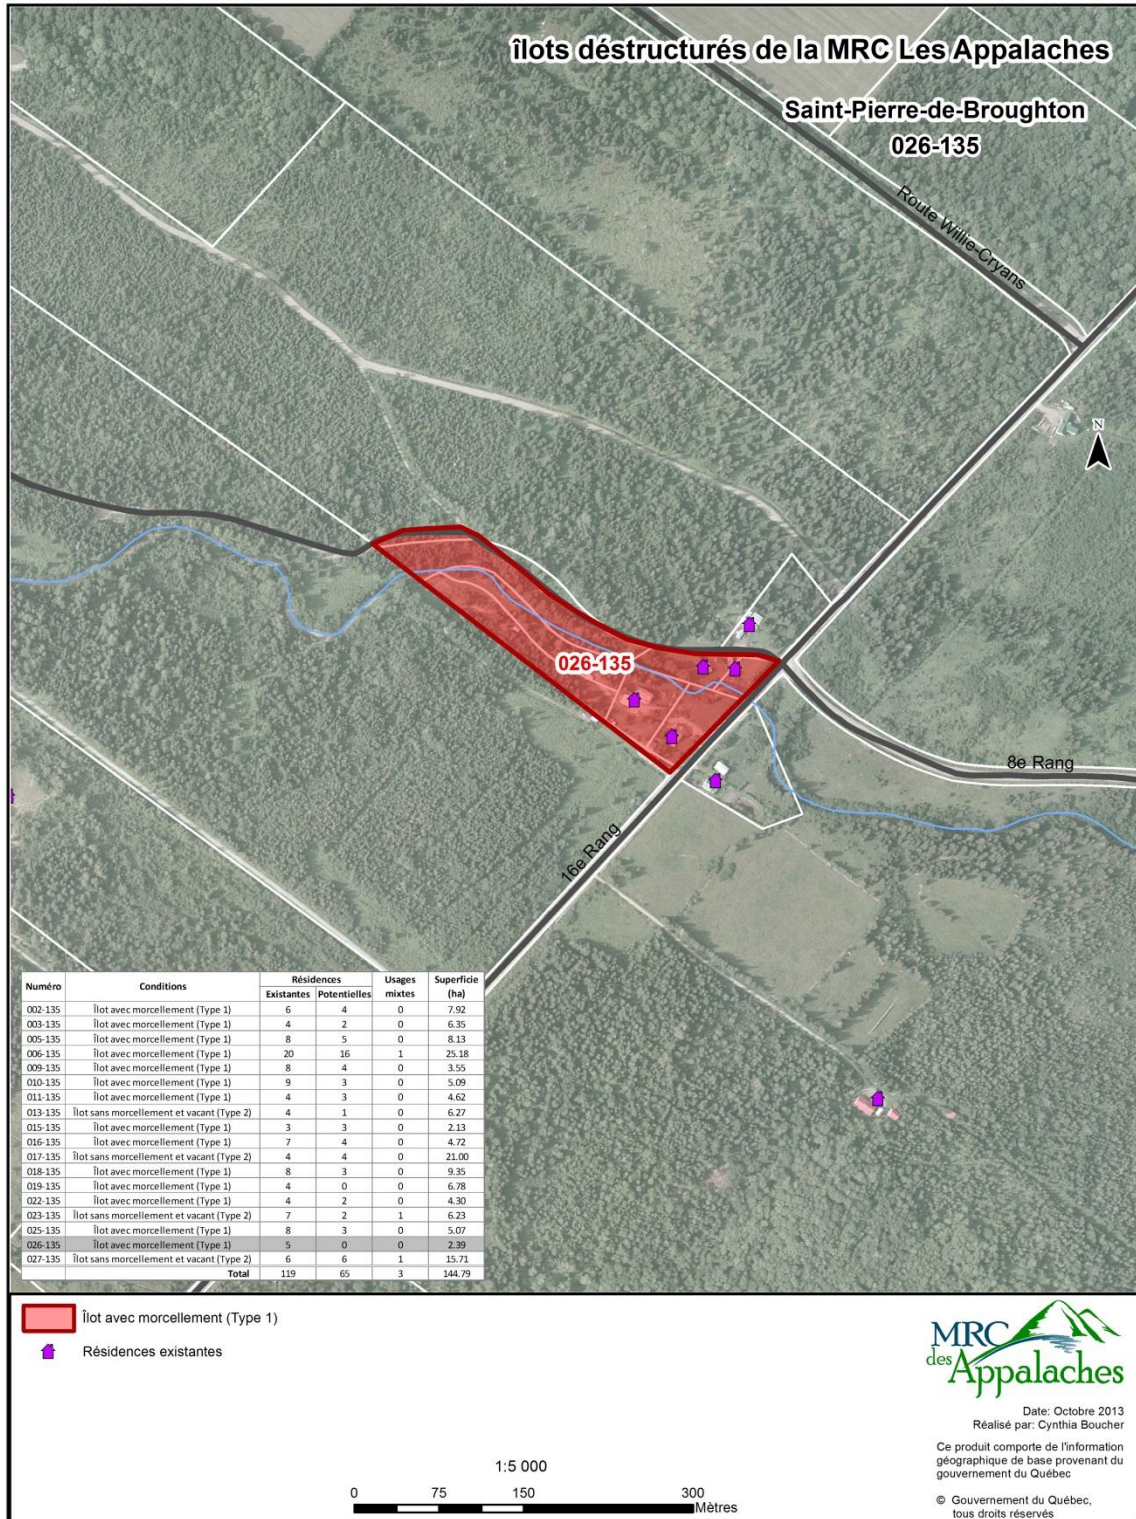 îlots déstructurés de la MRC Les Appalaches
Saint-Pierre-de-Broughton
026-135
Route Willie-Cryans
N
026-135
8e Rang
16e Rang
Numéro Conditions Résidences Usages mixtes Superficie (ha)
Existantes Potentielles
002-135 Îlot avec morcellement (Type 1) 6 4 0 7.92
003-135 Îlot avec morcellement (Type 1) 4 2 0 6.35
005-135 Îlot avec morcellement (Type 1) 8 5 0 8.13
006-135 Îlot avec morcellement (Type 1) 20 16 1 25.18
009-135 Îlot avec morcellement (Type 1) 8 4 0 3.55
010-135 Îlot avec morcellement (Type 1) 9 3 0 5.09
011-135 Îlot avec morcellement (Type 1) 4 3 0 4.62
013-135 Îlot sans morcellement et vacant (Type 2) 4 1 0 6.27
015-135 Îlot avec morcellement (Type 1) 3 3 0 2.13
016-135 Îlot avec morcellement (Type 1) 7 4 0 4.72
017-135 Îlot sans morcellement et vacant (Type 2) 4 4 0 21.00
018-135 Îlot avec morcellement (Type 1) 8 3 0 9.35
019-135 Îlot avec morcellement (Type 1) 4 0 0 6.78
022-135 Îlot avec morcellement (Type 1) 4 2 0 4.30
023-135 Îlot sans morcellement et vacant (Type 2) 7 2 1 6.23
025-135 Îlot avec morcellement (Type 1) 8 3 0 5.07
026-135 Îlot avec morcellement (Type 1) 5 0 0 2.39
027-135 Îlot sans morcellement et vacant (Type 2) 6 6 1 15.71
Total 119 65 3 144.79
Îlot avec morcellement (Type 1)
Résidences existantes
MRC
des Appalaches
Date: Octobre 2013
Réalisé par: Cynthia Boucher
Ce produit comporte de l'information
géographique de base provenant du
gouvernement du Québec
© Gouvernement du Québec,
tous droits réservés
1:5 000
0 75 150 300
Mètres